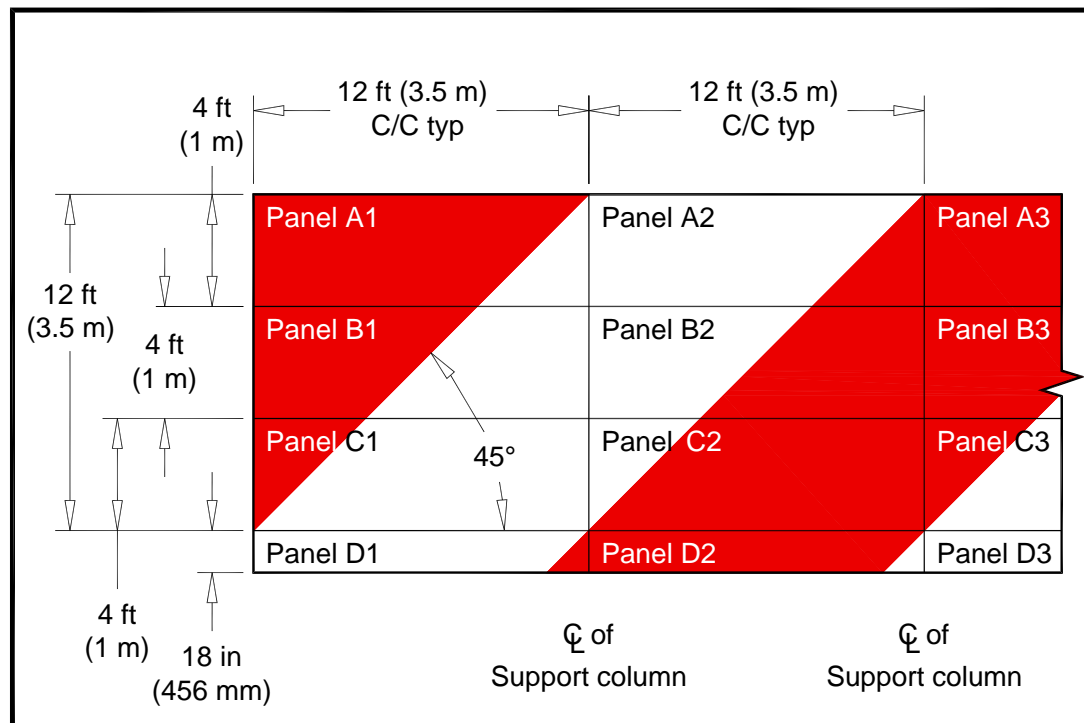 12 ft (3.5 m)
C/C typ
12 ft (3.5 m)
C/C typ
4 ft
(1 m)
Panel A1
Panel A2
Panel A3
12 ft
(3.5 m)
Panel B1
Panel B2
Panel B3
4 ft
(1 m)
Panel C1
Panel C2
Panel C3
45°
Panel D1
Panel D2
Panel D3
4 ft
(1 m)
18 in
(456 mm)
℄ of
Support column
℄ of
Support column